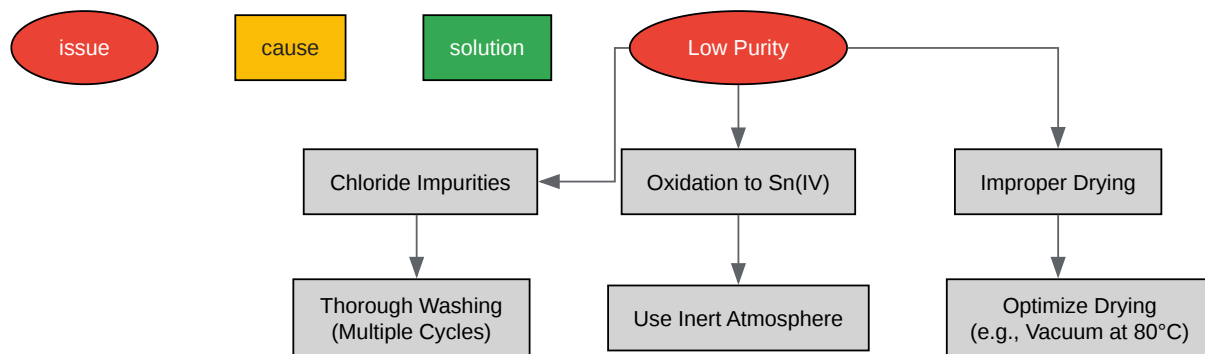 issue
cause
solution
Low Purity
Chloride Impurities
Oxidation to Sn(IV)
Improper Drying
Thorough Washing
(Multiple Cycles)
Use Inert Atmosphere
Optimize Drying
(e.g., Vacuum at 80°C)